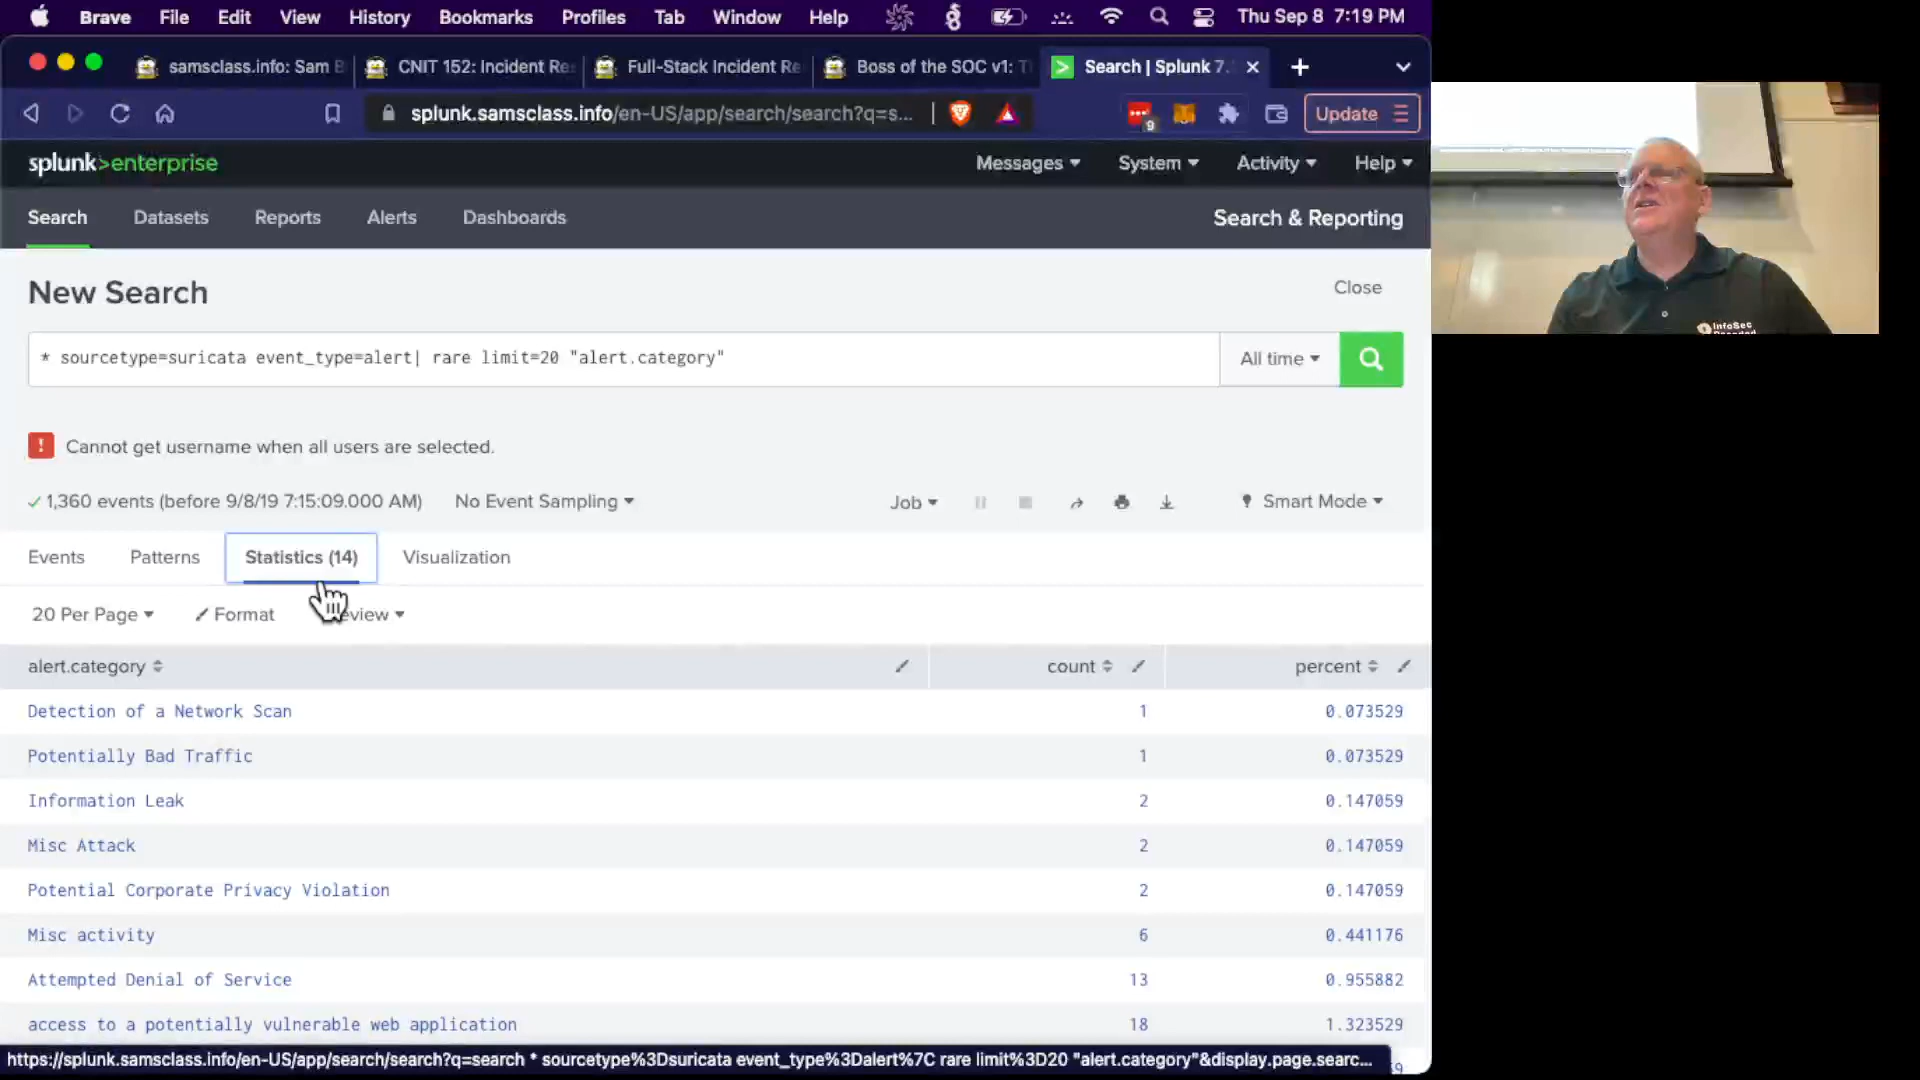 Brave File Edit View History Bookmarks Profiles Tab Window Help Thu Sep 8 7:19 PM
samsclass.info: Sam B CNIT 152: Incident Re Full-Stack Incident Re Boss of the SOC v1: T Search | Splunk 7.
splunk.samsclass.info/en-US/app/search/search?q=s... 9 Update
splunk>enterprise Messages System Activity Help
Search Datasets Reports Alerts Dashboards Search & Reporting
New Search Close
* sourcetype=suricata event_type=alert| rare limit=20 "alert.category" All time
! Cannot get username when all users are selected.
1,360 events (before 9/8/19 7:15:09.000 AM) No Event Sampling Job Smart Mode
Events Patterns Statistics (14) Visualization
20 Per Page Format eview
alert.category count percent
Detection of a Network Scan 1 0.073529
Potentially Bad Traffic 1 0.073529
Information Leak 2 0.147059
Misc Attack 2 0.147059
Potential Corporate Privacy Violation 2 0.147059
Misc activity 6 0.441176
Attempted Denial of Service 13 0.955882
access to a potentially vulnerable web application 18 1.323529
https://splunk.samsclass.info/en-US/app/search/search?q=search * sourcetype%3Dsuricata event_type%3Dalert%7C rare limit%3D20 "alert.category"&display.page.searc...
InfoSec